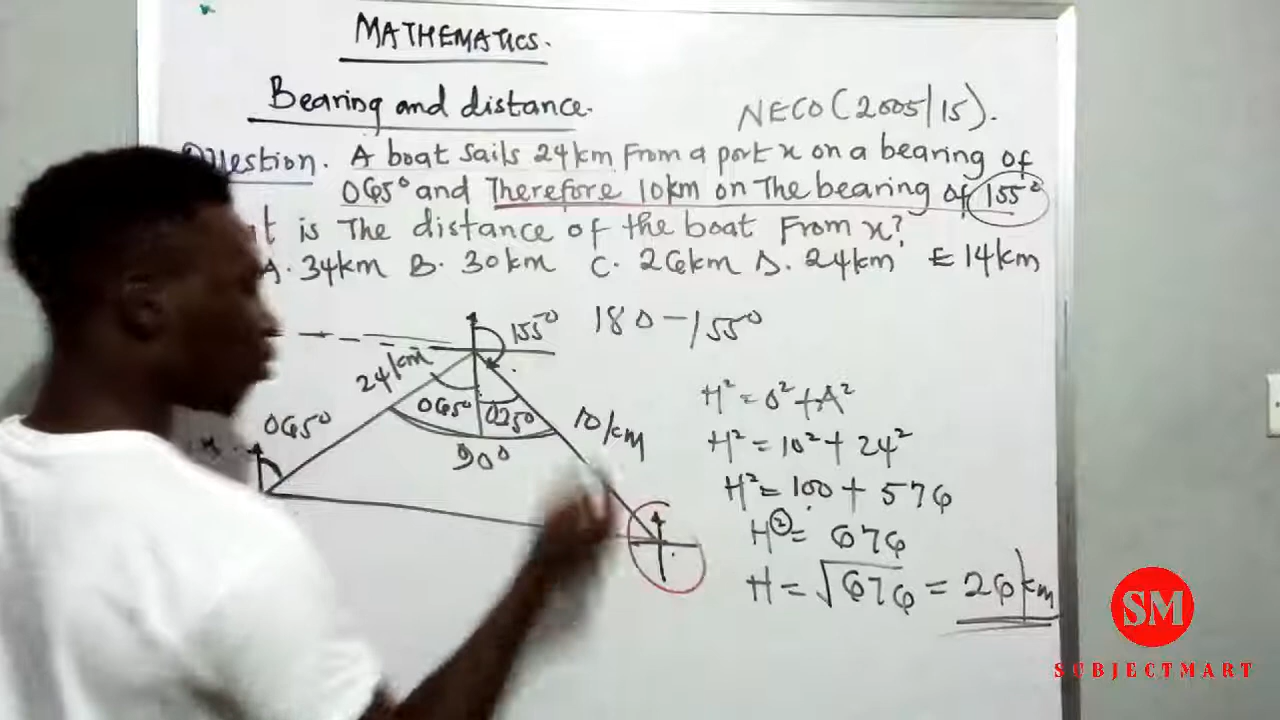 MATHEMATICS.
Bearing and distance.
NECO (2005/15).
Question. A boat sails 24km From a port x on a bearing of
065° and Therefore 10km on The bearing of 155°
t is The distance of the boat From x?
A. 34km B. 30km C. 26km D. 24km E 14km
155°
180-155°
24km
065°
065°
025°
90°
10km
H² = O² + A²
H² = 10² + 24²
H² = 100 + 576
H² = 676
H = √676 = 26km
SM
SUBJECTMART